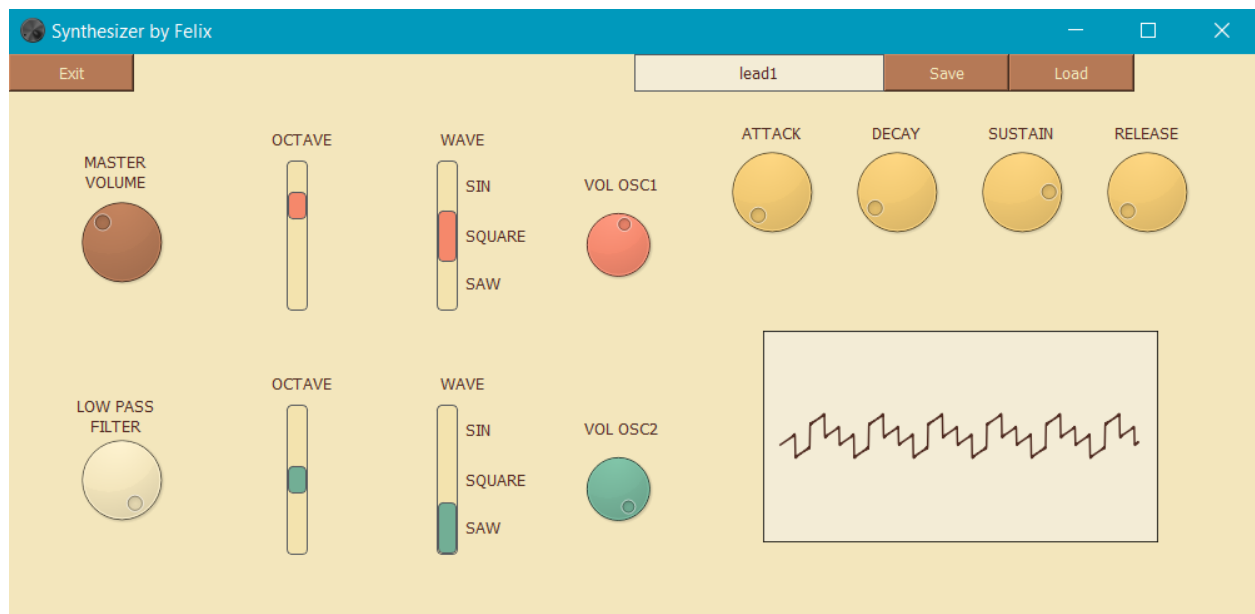 Synthesizer by Felix
Exit
lead1
Save
Load
MASTER
VOLUME
OCTAVE
WAVE
SIN
SQUARE
SAW
VOL OSC1
ATTACK
DECAY
SUSTAIN
RELEASE
LOW PASS
FILTER
OCTAVE
WAVE
SIN
SQUARE
SAW
VOL OSC2